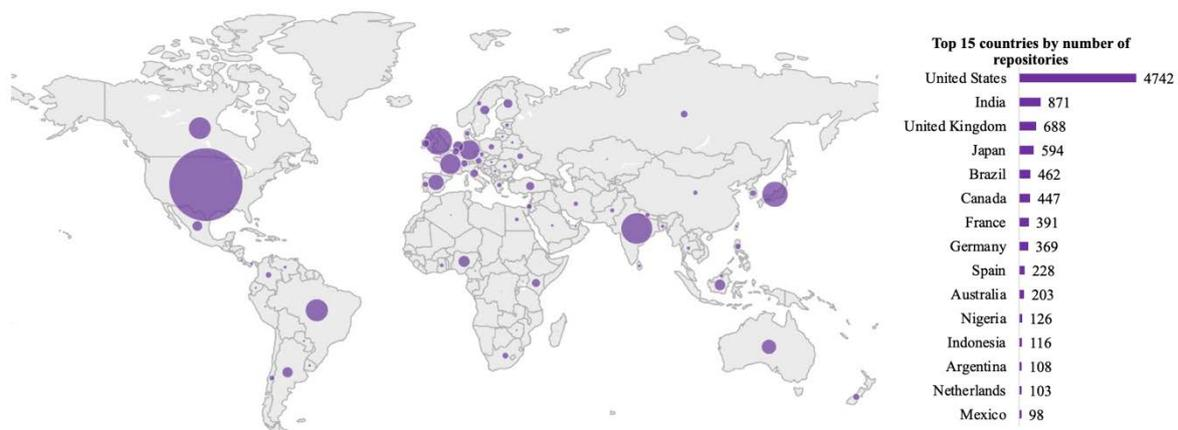 Top 15 countries by number of
repositories
United States 4742
India 871
United Kingdom 688
Japan 594
Brazil 462
Canada 447
France 391
Germany 369
Spain 228
Australia 203
Nigeria 126
Indonesia 116
Argentina 108
Netherlands 103
Mexico 98